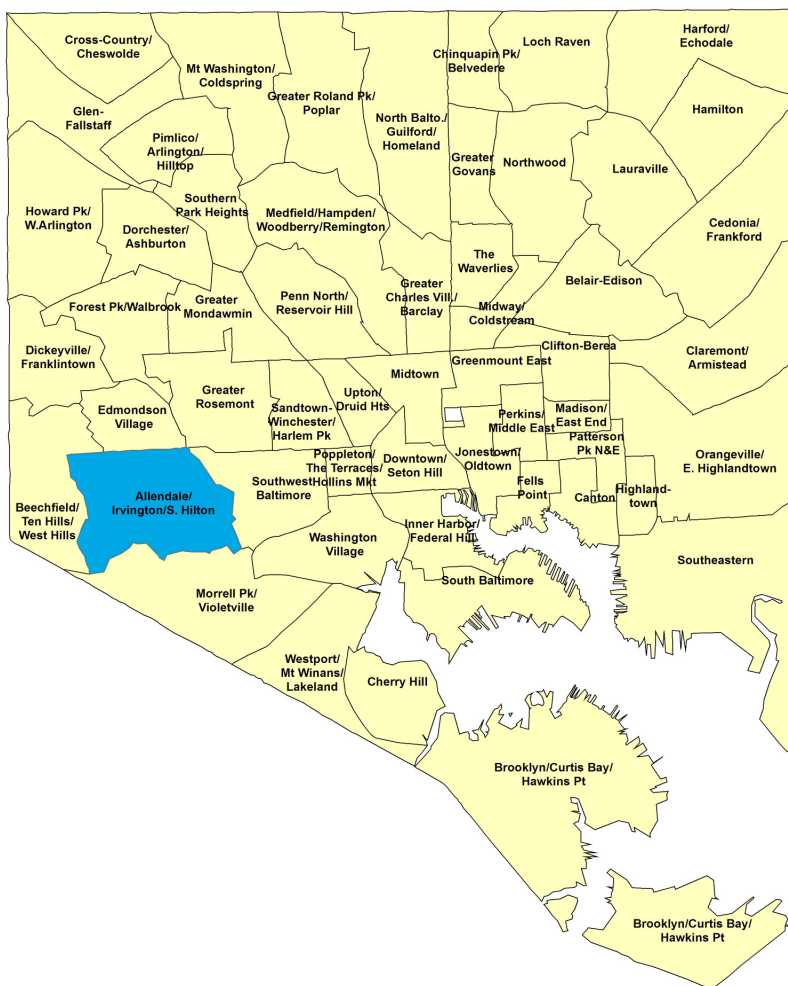 Cross-Country/
Cheswolde
Mt Washington/
Coldspring
Greater Roland Pk/
Poplar
North Balto./
Guilford/
Homeland
Chinquapin Pk/
Belvedere
Loch Raven
Harford/
Echodale
Glen-
Fallstaff
Pimlico/
Arlington/
Hilltop
Hamilton
Greater
Govans
Northwood
Lauraville
Howard Pk/
W.Arlington
Dorchester/
Ashburton
Southern
Park Heights
Medfield/Hampden/
Woodberry/Remington
Cedonia/
Frankford
The
Waverlies
Belair-Edison
Forest Pk/Walbrook
Greater
Mondawmin
Penn North/
Reservoir Hill
Greater
Charles Vill./
Barclay
Midway/
Coldstream
Dickeyville/
Franklintown
Clifton-Berea
Claremont/
Armistead
Greenmount East
Midtown
Edmondson
Village
Greater
Rosemont
Sandtown-
Winchester/
Harlem Pk
Upton/
Druid Hts
Perkins/
Middle East
Madison/
East End
Patterson
Pk N&E
Orangeville/
E. Highlandtown
Beechfield/
Ten Hills/
West Hills
Allendale/
Irvington/S. Hilton
Southwest
Baltimore
Poppleton/
The Terraces/
Hollins Mkt
Downtown/
Seton Hill
Jonestown/
Oldtown
Fells
Point
Canton
Highland-
town
Washington
Village
Inner Harbor/
Federal Hill
Southeastern
Morrell Pk/
Violetville
South Baltimore
Westport/
Mt Winans/
Lakeland
Cherry Hill
Brooklyn/Curtis Bay/
Hawkins Pt
Brooklyn/Curtis Bay/
Hawkins Pt